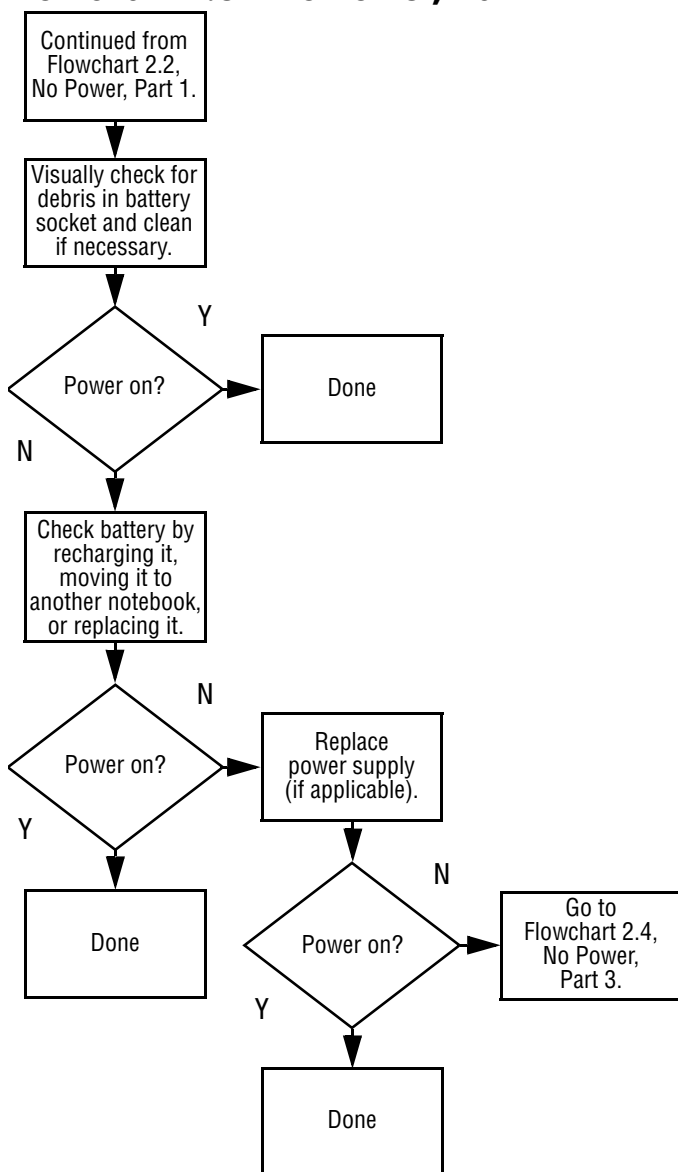 Continued from
Flowchart 2.2,
No Power, Part 1.
Visually check for
debris in battery
socket and clean
if necessary.
Y
Power on?
Done
N
Check battery by
recharging it,
moving it to
another notebook,
or replacing it.
N
Power on?
Replace
power supply
(if applicable).
Y
Done
N
Power on?
Go to
Flowchart 2.4,
No Power,
Part 3.
Y
Done